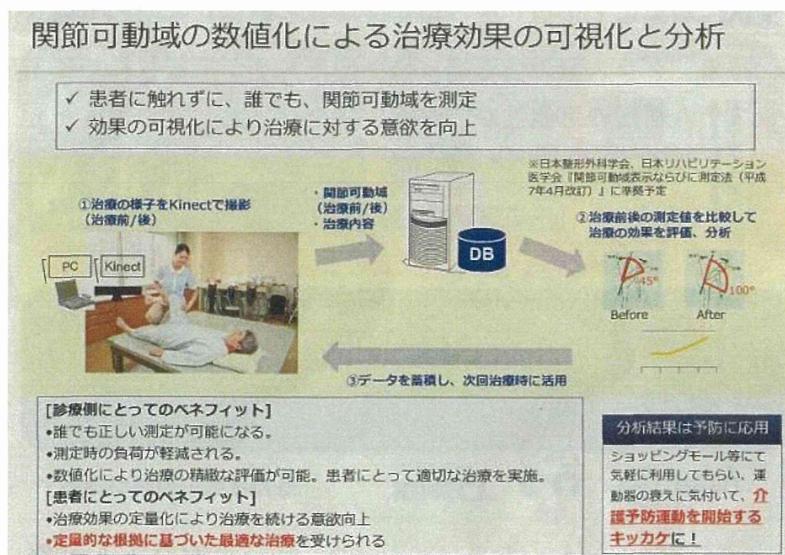 関節可動域の数値化による治療効果の可視化と分析
✓ 患者に触れずに、誰でも、関節可動域を測定
✓ 効果の可視化により治療に対する意欲を向上
※日本整形外科学会、日本リハビリテーション
医学会『関節可動域表示ならびに測定法（平成
7年4月改訂）』に準拠予定
①治療の様子をKinectで撮影
（治療前/後）
・関節可動域
（治療前/後）
・治療内容
DB
②治療前後の測定値を比較して
治療の効果を評価、分析
PC
Kinect
45°
100°
Before
After
③データを蓄積し、次回治療時に活用
[診療側にとってのベネフィット]
•誰でも正しい測定が可能になる。
•測定時の負荷が軽減される。
•数値化により治療の精緻な評価が可能。患者にとって適切な治療を実施。
[患者にとってのベネフィット]
•治療効果の定量化により治療を続ける意欲向上
•定量的な根拠に基づいた最適な治療を受けられる
分析結果は予防に応用
ショッピングモール等にて
気軽に利用してもらい、運
動器の衰えに気付いて、介
護予防運動を開始する
キッカケに！